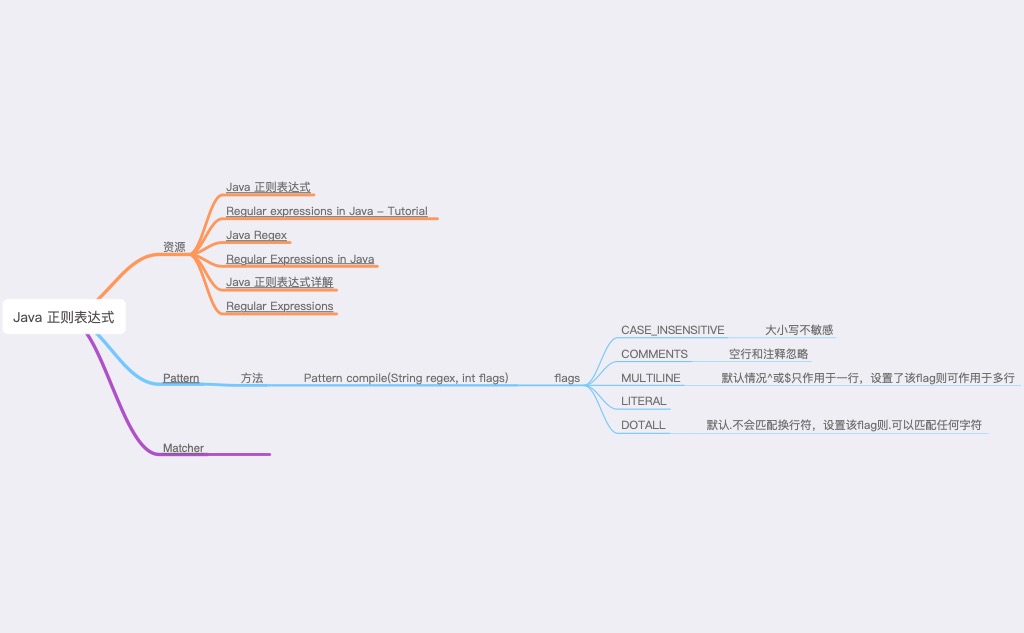 Java 正则表达式
资源
Java 正则表达式
Regular expressions in Java - Tutorial
Java Regex
Regular Expressions in Java
Java 正则表达式详解
Regular Expressions
Pattern
方法
Pattern compile(String regex, int flags)
flags
CASE_INSENSITIVE
大小写不敏感
COMMENTS
空行和注释忽略
MULTILINE
默认情况^或$只作用于一行，设置了该flag则可作用于多行
LITERAL
DOTALL
默认.不会匹配换行符，设置该flag则.可以匹配任何字符
Matcher